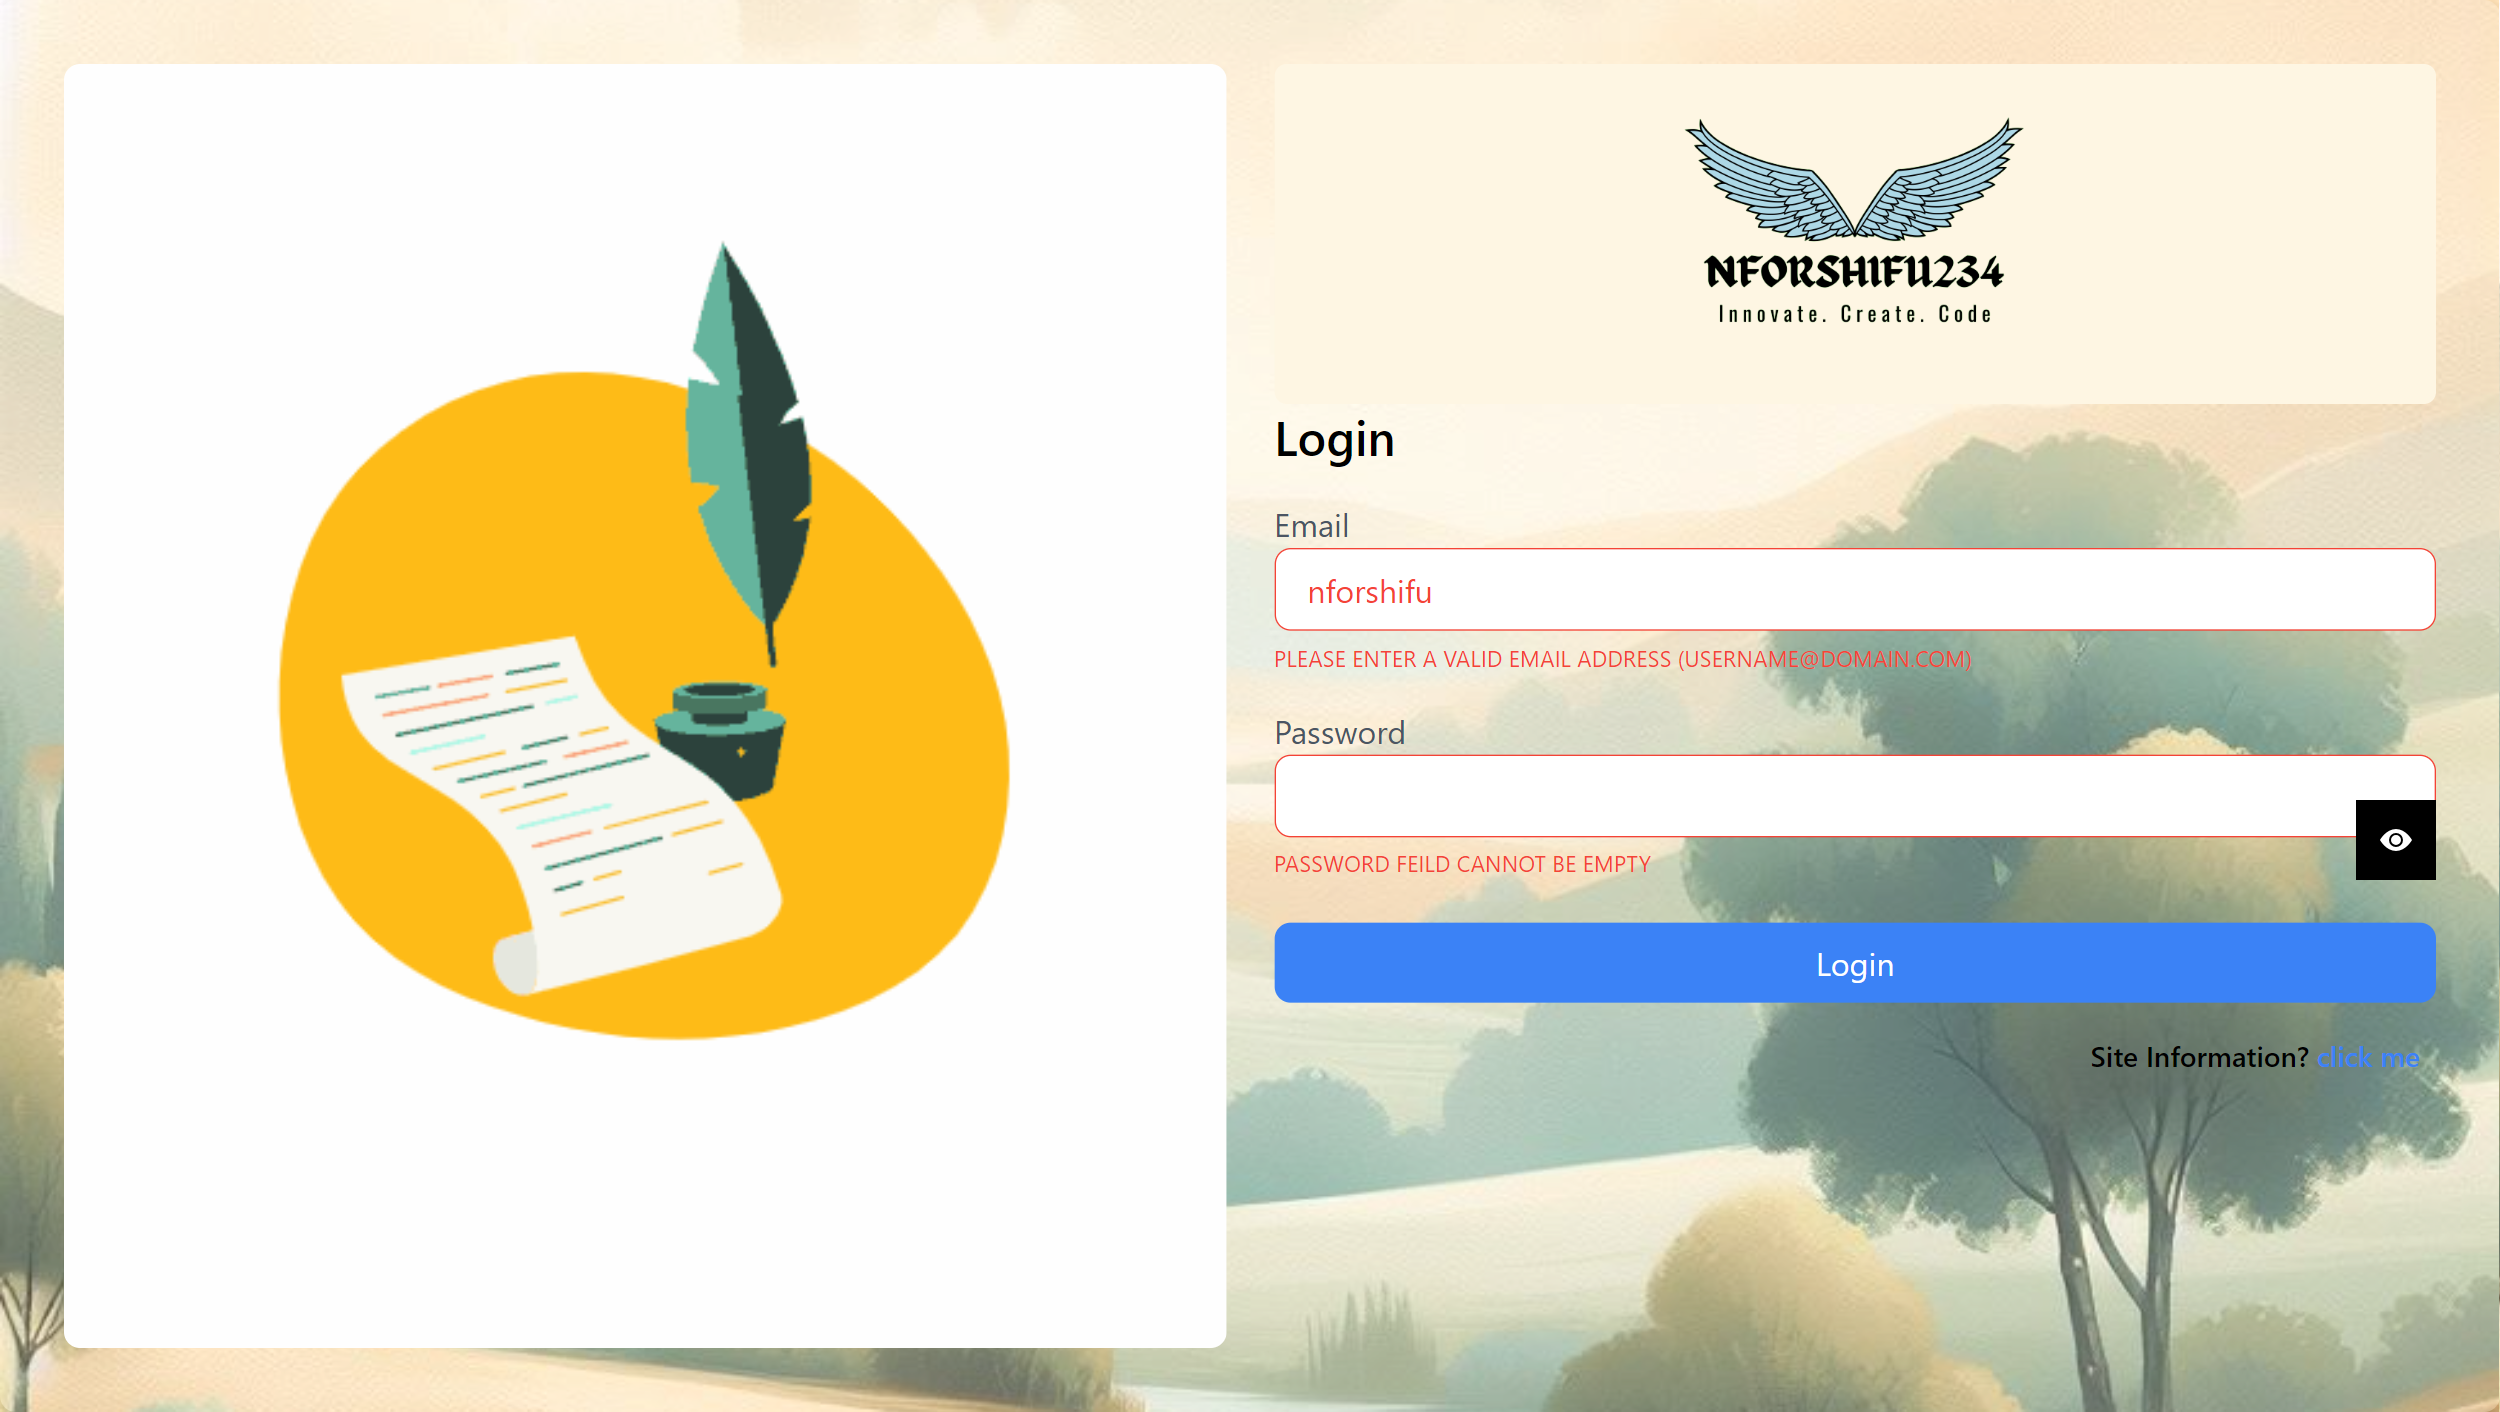 NFORSHIFU234
Innovate. Create. Code
Login
Email
nforshifu
PLEASE ENTER A VALID EMAIL ADDRESS (USERNAME@DOMAIN.COM)
Password
PASSWORD FEILD CANNOT BE EMPTY
Login
Site Information? click me